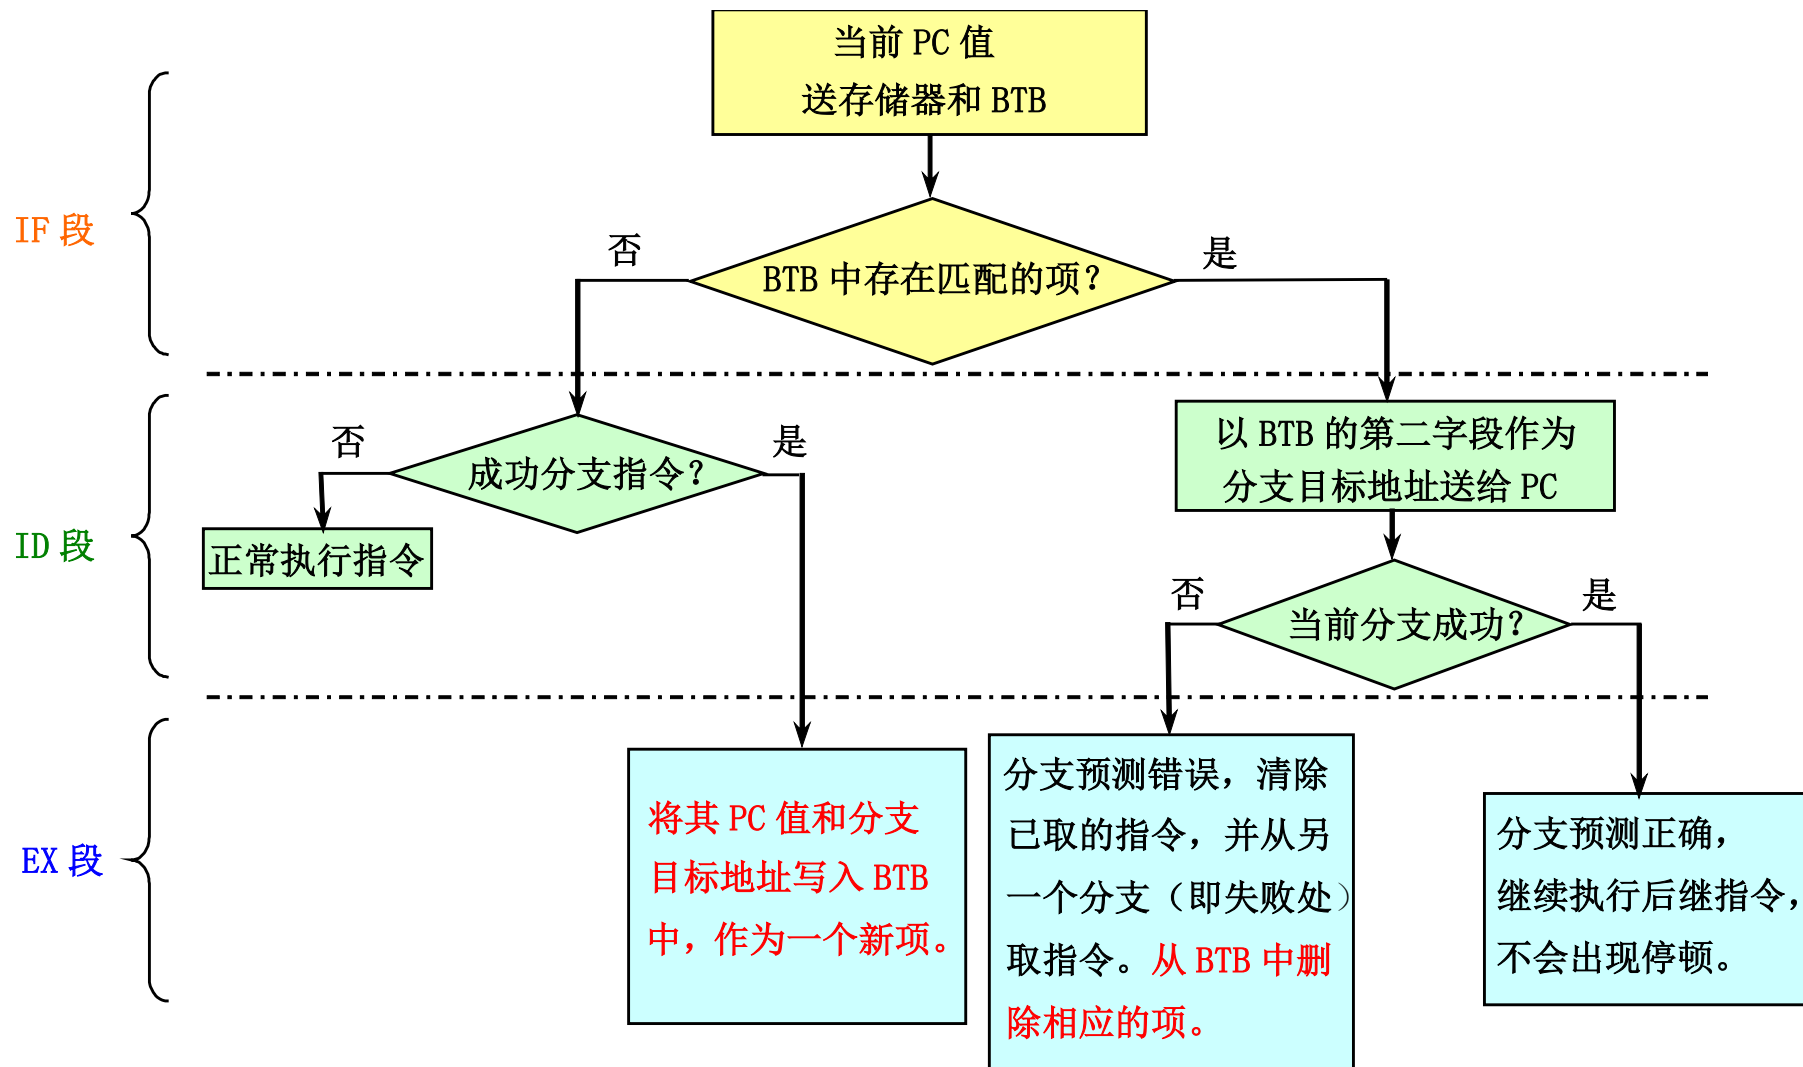 当前 PC 值
送存储器和 BTB
IF 段
否
是
BTB 中存在匹配的项？
ID 段
否
成功分支指令？
是
正常执行指令
以 BTB 的第二字段作为
分支目标地址送给 PC
否
当前分支成功？
是
EX 段
将其 PC 值和分支
目标地址写入 BTB
中，作为一个新项。
分支预测错误，清除
已取的指令，并从另
一个分支（即失败处）
取指令。从 BTB 中删
除相应的项。
分支预测正确，
继续执行后继指令，
不会出现停顿。